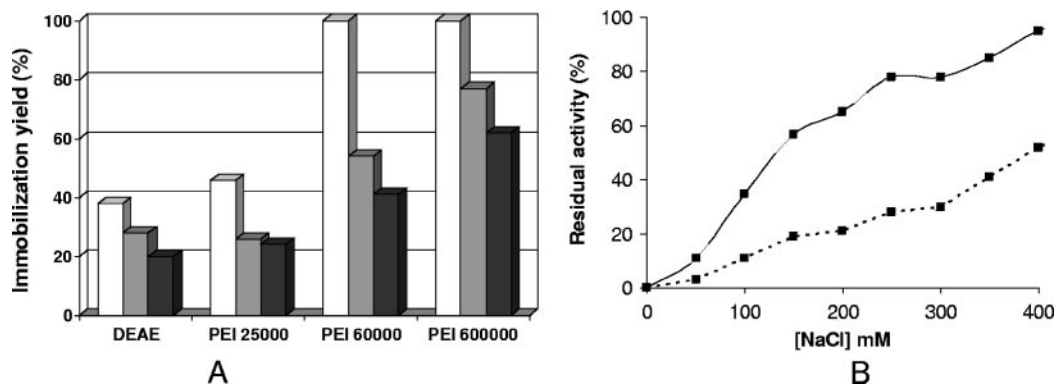 Immobilization yield (%)
100
80
60
40
20
0
DEAE PEI 25000 PEI 60000 PEI 600000
A
Residual activity (%)
100
80
60
40
20
0
0 100 200 300 400
[NaCl] mM
B